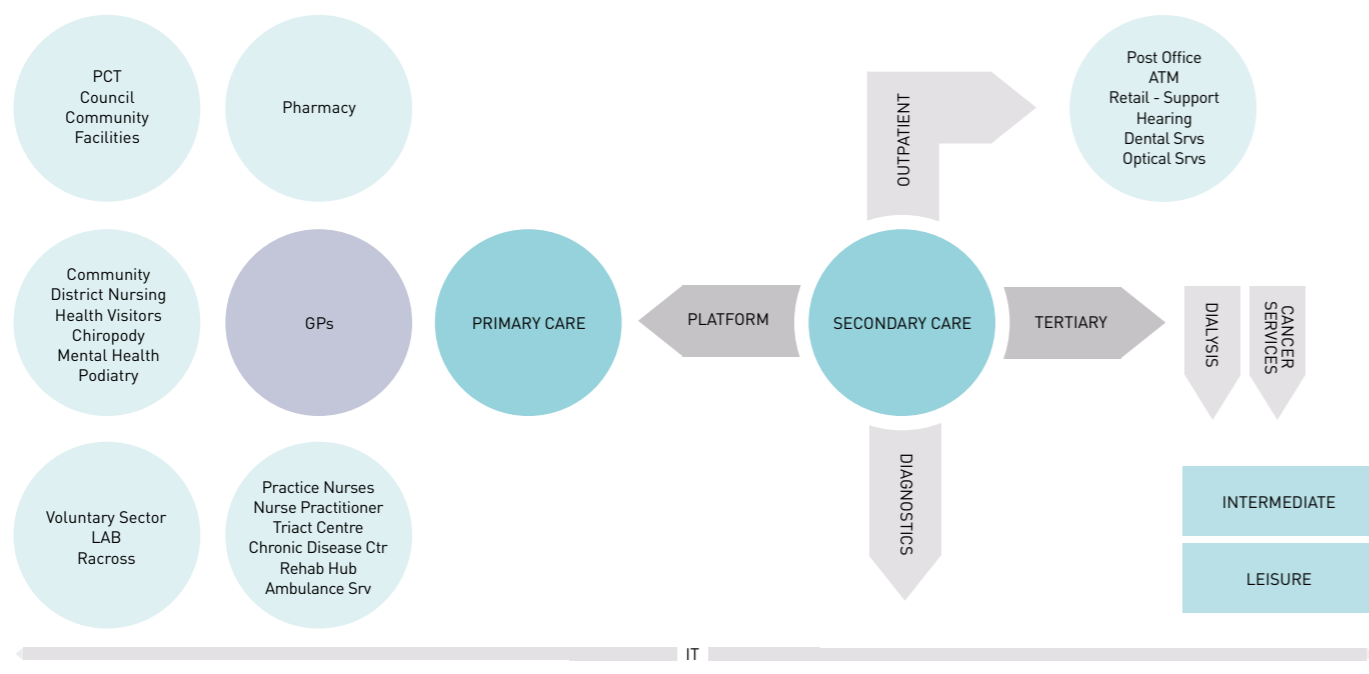 PCT
Council
Community
Facilities
Pharmacy
OUTPATIENT
Post Office
ATM
Retail - Support
Hearing
Dental Srvs
Optical Srvs
Community
District Nursing
Health Visitors
Chiropody
Mental Health
Podiatry
GPs
PRIMARY CARE
PLATFORM
SECONDARY CARE
TERTIARY
DIALYSIS
CANCER
SERVICES
Voluntary Sector
LAB
Racross
Practice Nurses
Nurse Practitioner
Triact Centre
Chronic Disease Ctr
Rehab Hub
Ambulance Srv
DIAGNOSTICS
INTERMEDIATE
LEISURE
IT